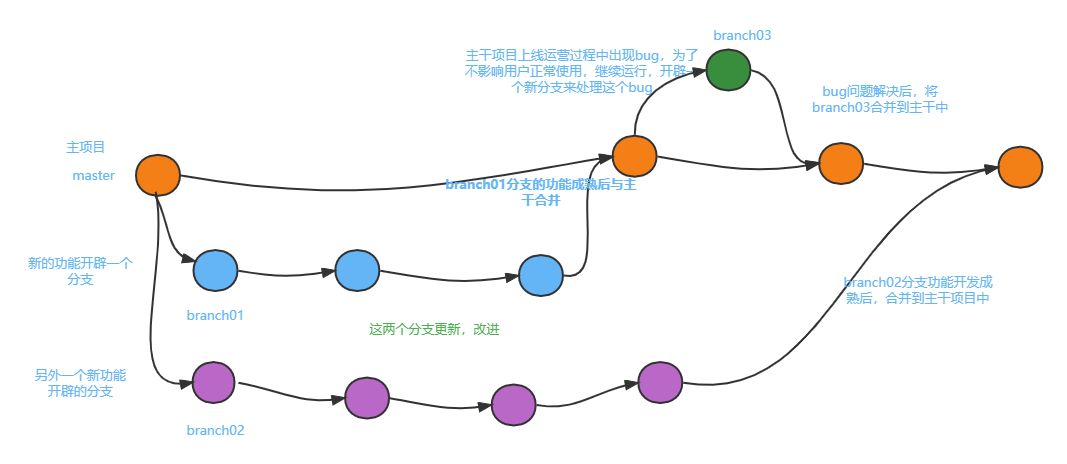 branch03
主干项目上线运营过程中出现bug，为了
不影响用户正常使用，继续运行，开辟一
个新分支来处理这个bug
bug问题解决后，将
branch03合并到主干中
主项目
master
branch01分支的功能成熟后与主
干合并
新的功能开辟一个
分支
branch01
branch02分支功能开发成
熟后，合并到主干项目中
这两个分支更新，改进
另外一个新功能
开辟的分支
branch02